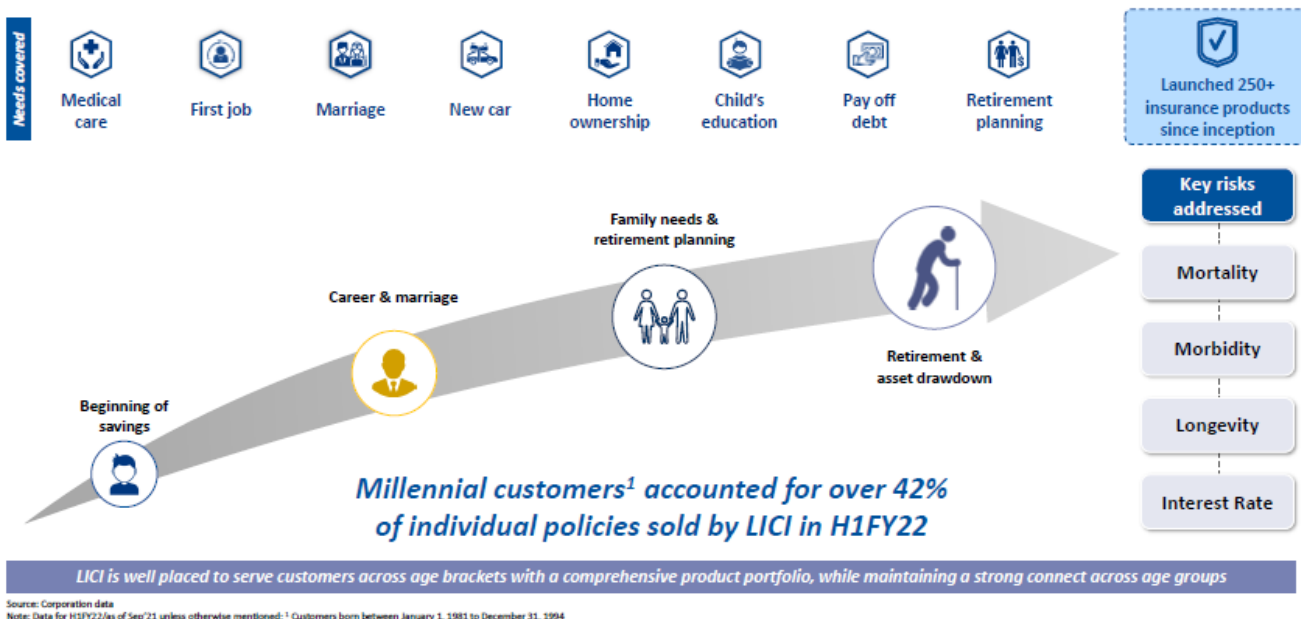 Needs covered
Medical
care
First job
Marriage
New car
Home
ownership
Child's
education
Pay off
debt
Retirement
planning
Launched 250+
insurance products
since inception
Key risks
addressed
Mortality
Morbidity
Longevity
Interest Rate
Beginning of
savings
Career & marriage
Family needs &
retirement planning
Retirement &
asset drawdown
Millennial customers¹ accounted for over 42%
of individual policies sold by LICI in H1FY22
LICI is well placed to serve customers across age brackets with a comprehensive product portfolio, while maintaining a strong connect across age groups
Source: Corporation data
Note: Data for H1FY22/as of Sep'21 unless otherwise mentioned; ¹ Customers born between January 1, 1981 to December 31, 1994